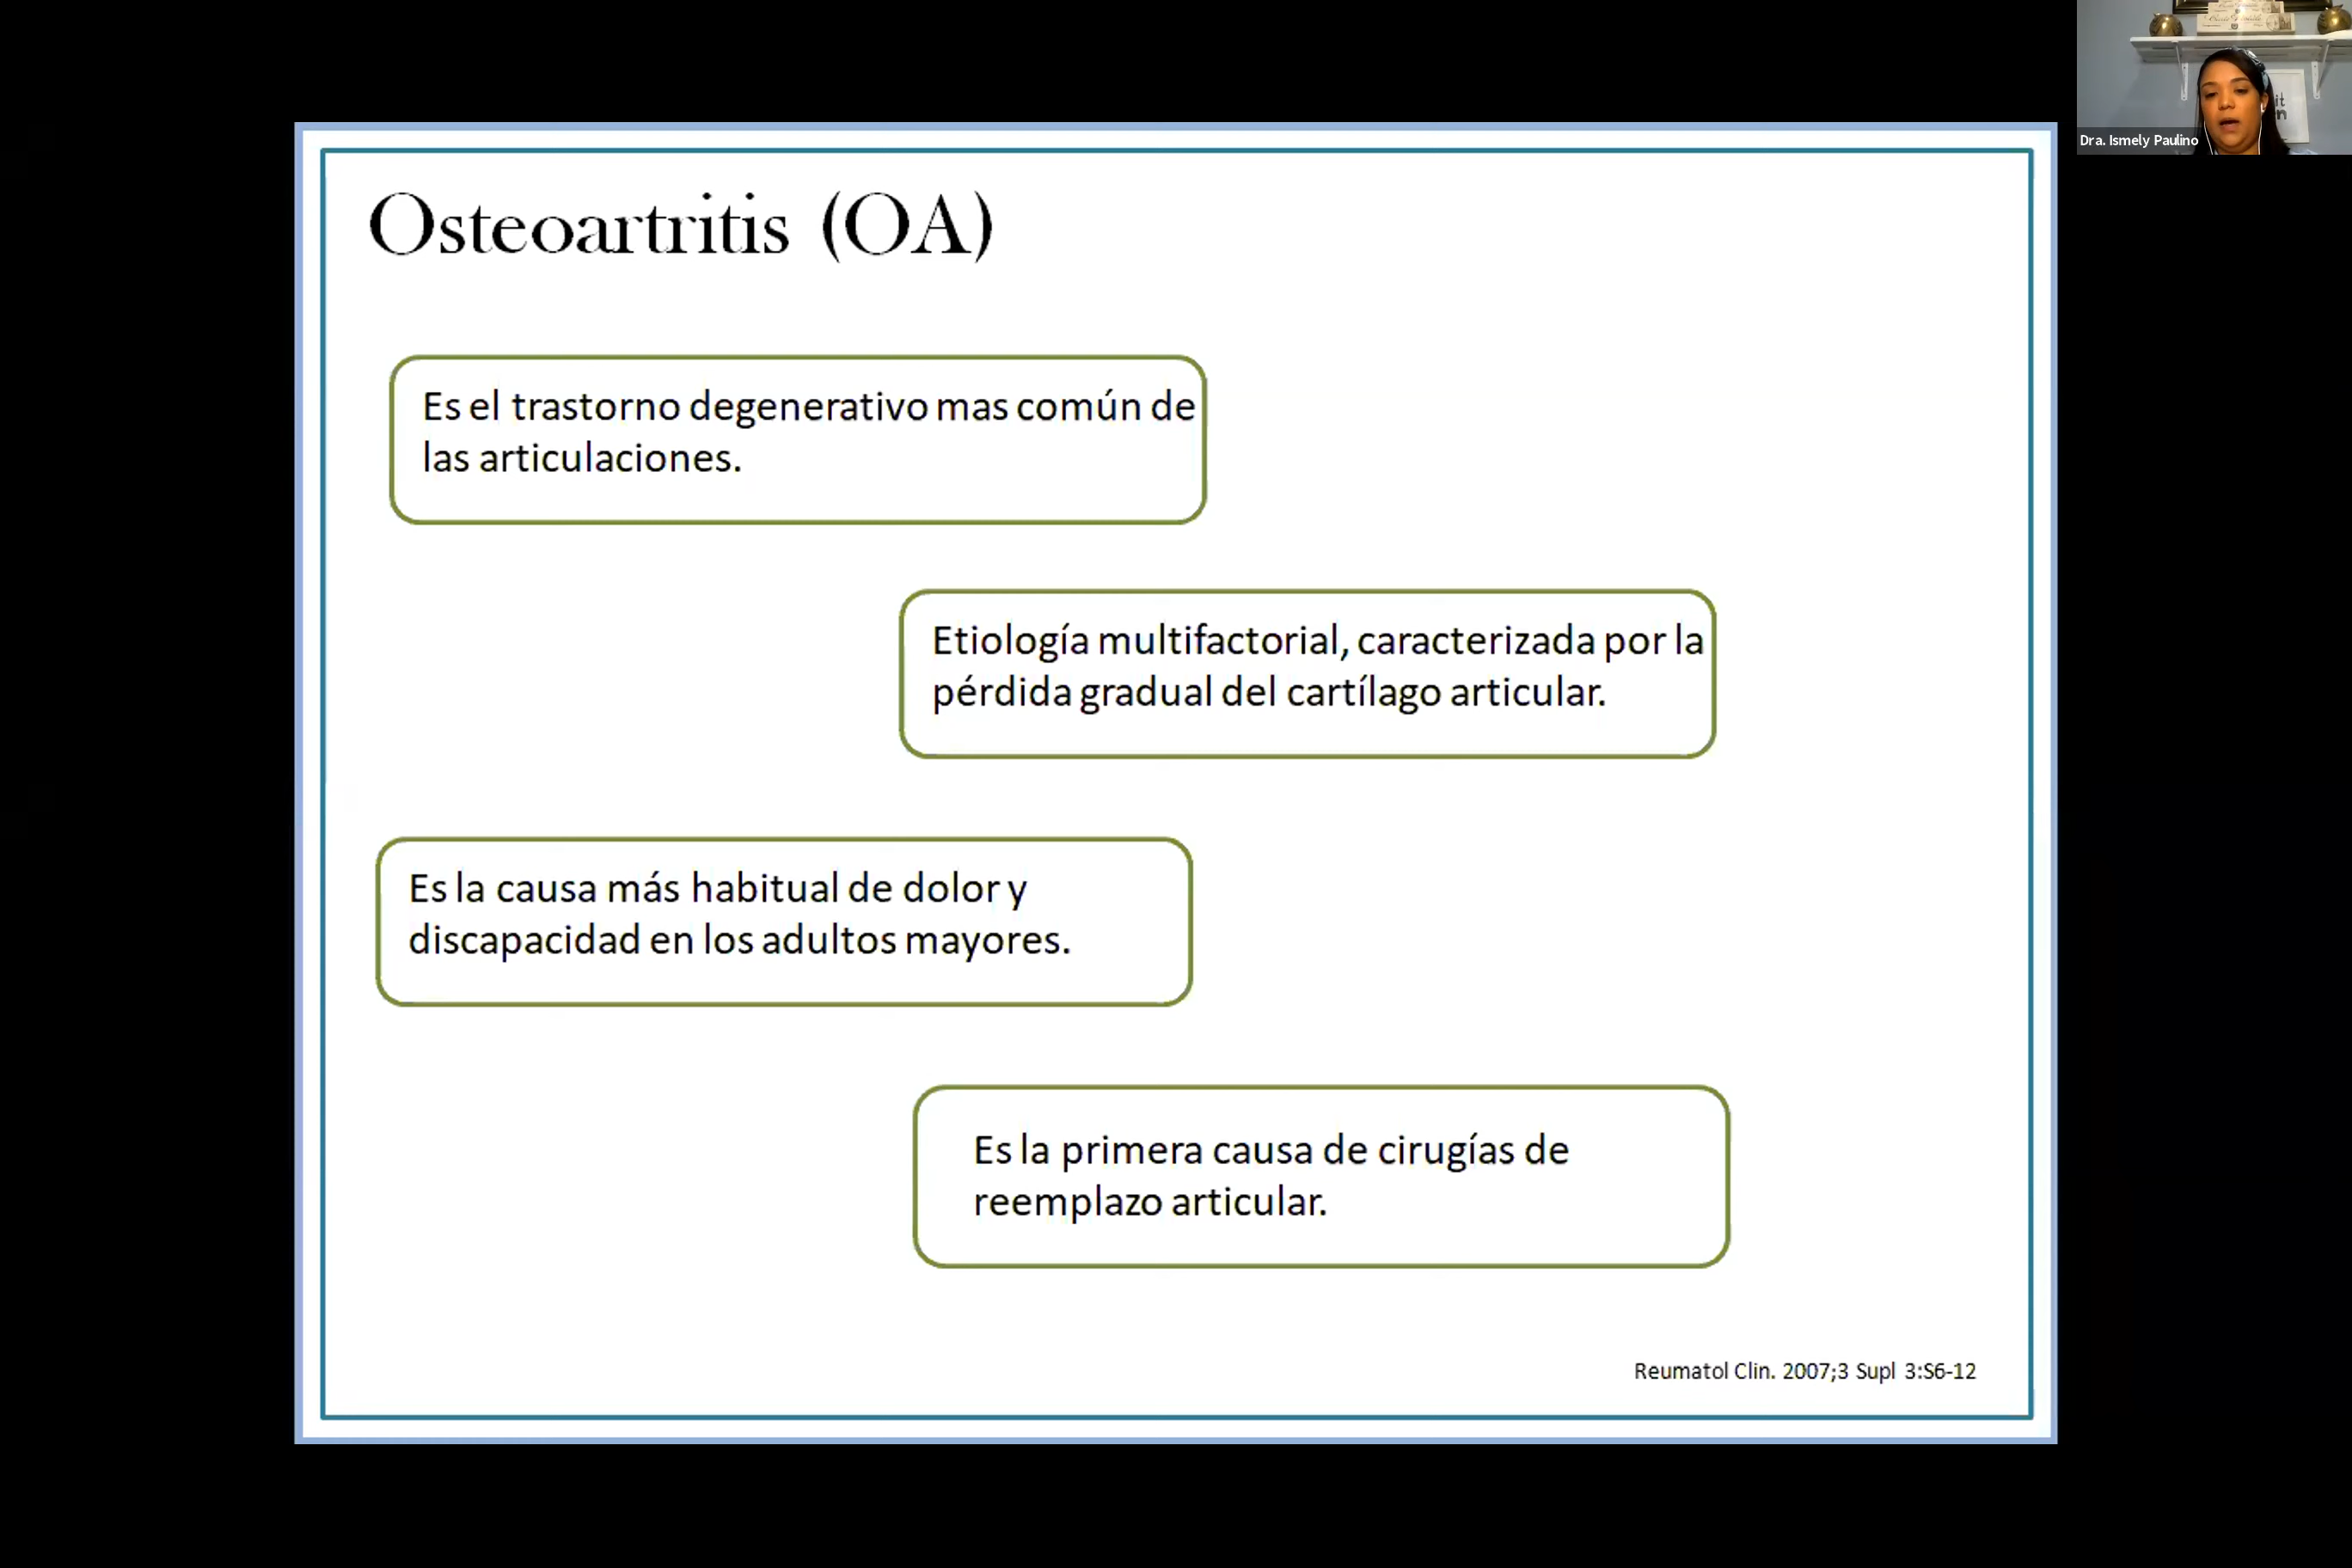 Osteoartritis (OA)
Es el trastorno degenerativo mas común de
las articulaciones.
Etiología multifactorial, caracterizada por la
pérdida gradual del cartílago articular.
Es la causa más habitual de dolor y
discapacidad en los adultos mayores.
Es la primera causa de cirugías de
reemplazo articular.
Reumatol Clin. 2007;3 Supl 3:S6-12
Dra. Ismely Paulino